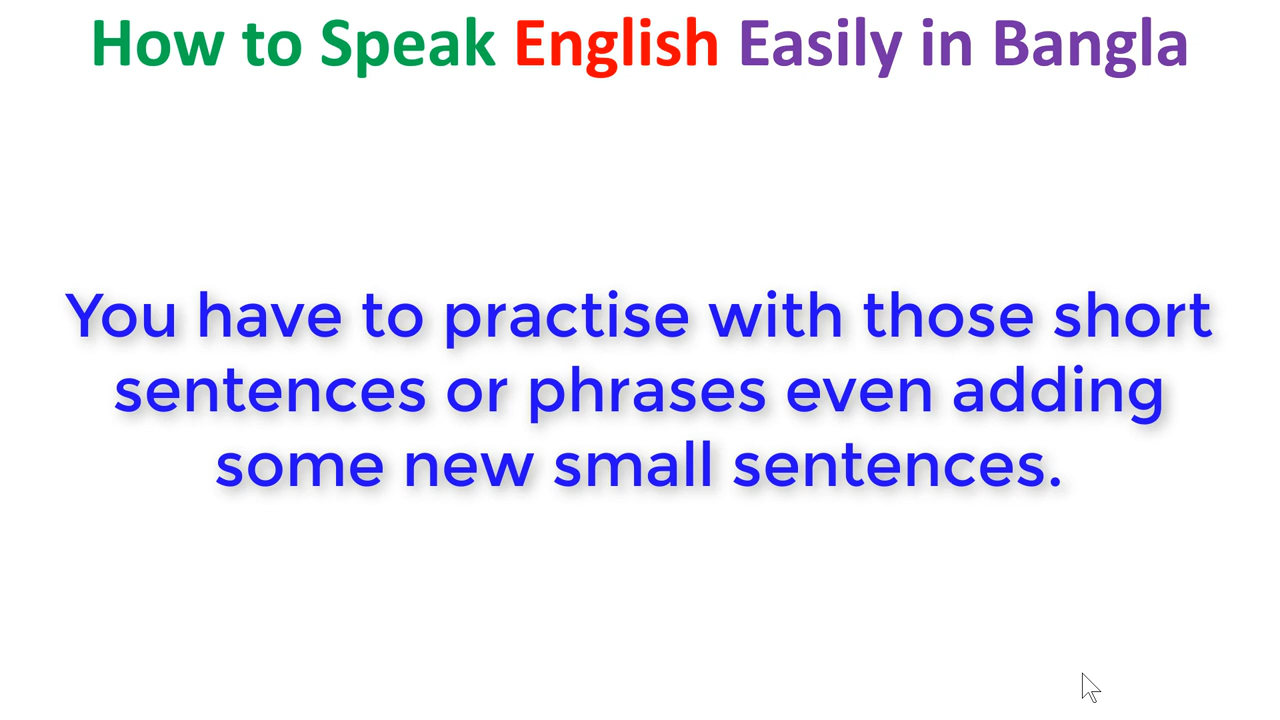 How to Speak English Easily in Bangla
You have to practise with those short
sentences or phrases even adding
some new small sentences.